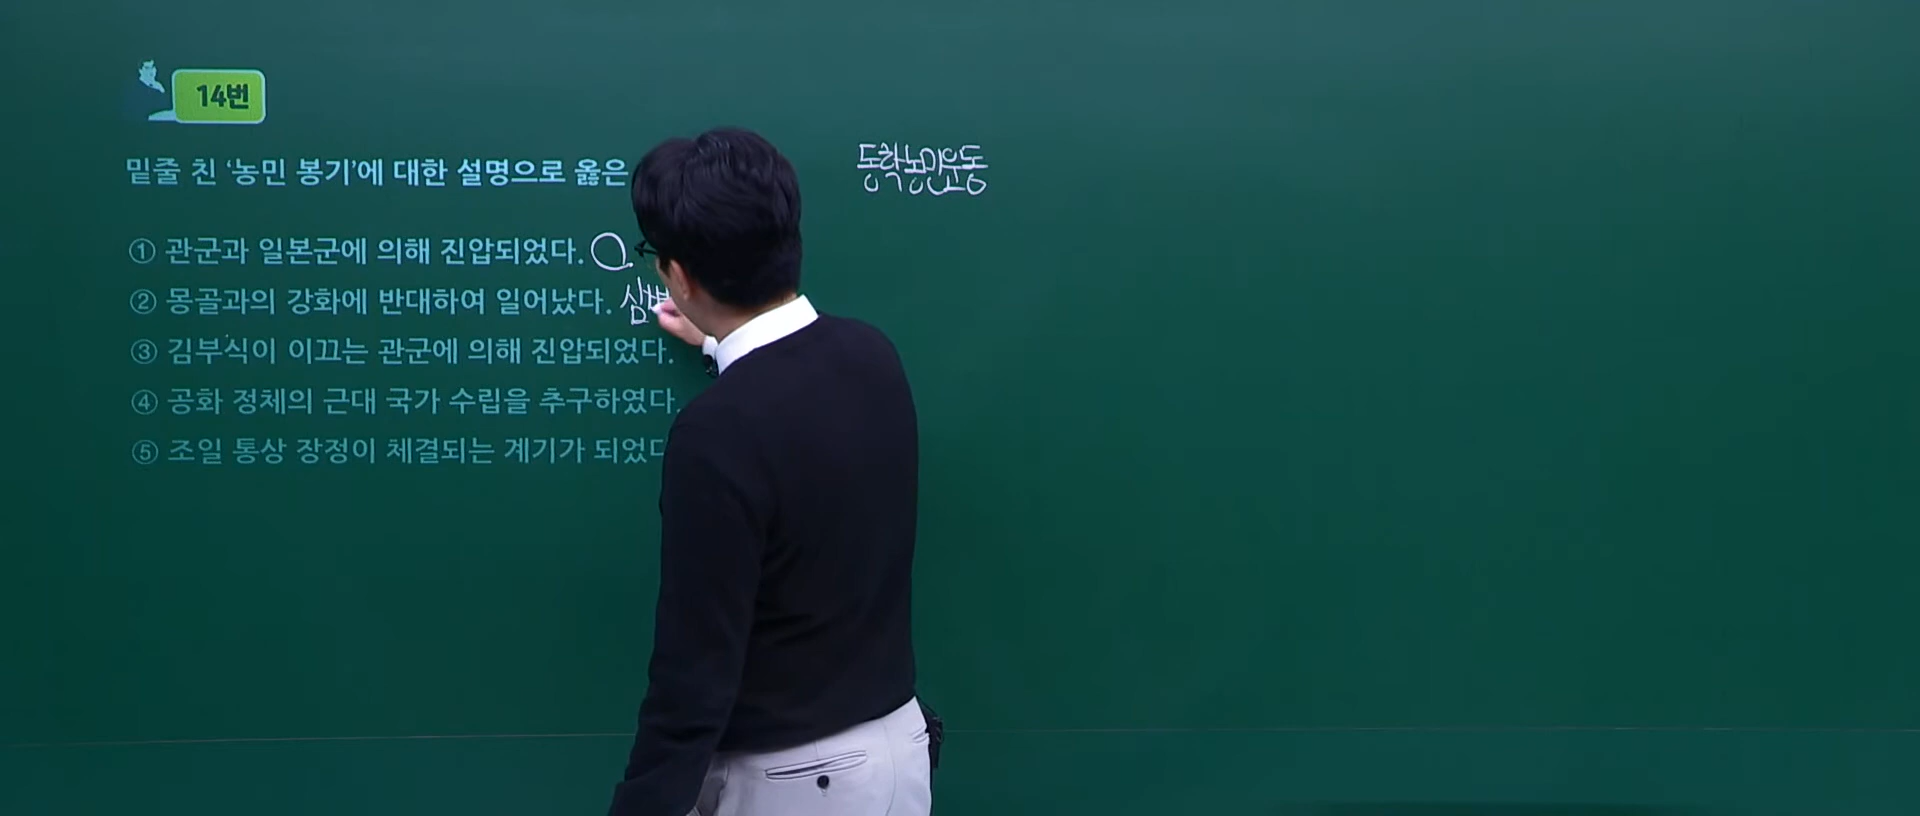 14번
밑줄 친 ‘농민 봉기’에 대한 설명으로 옳은
동학농민운동
① 관군과 일본군에 의해 진압되었다.
② 몽골과의 강화에 반대하여 일어났다.
③ 김부식이 이끄는 관군에 의해 진압되었다.
④ 공화 정체의 근대 국가 수립을 추구하였다.
⑤ 조일 통상 장정이 체결되는 계기가 되었